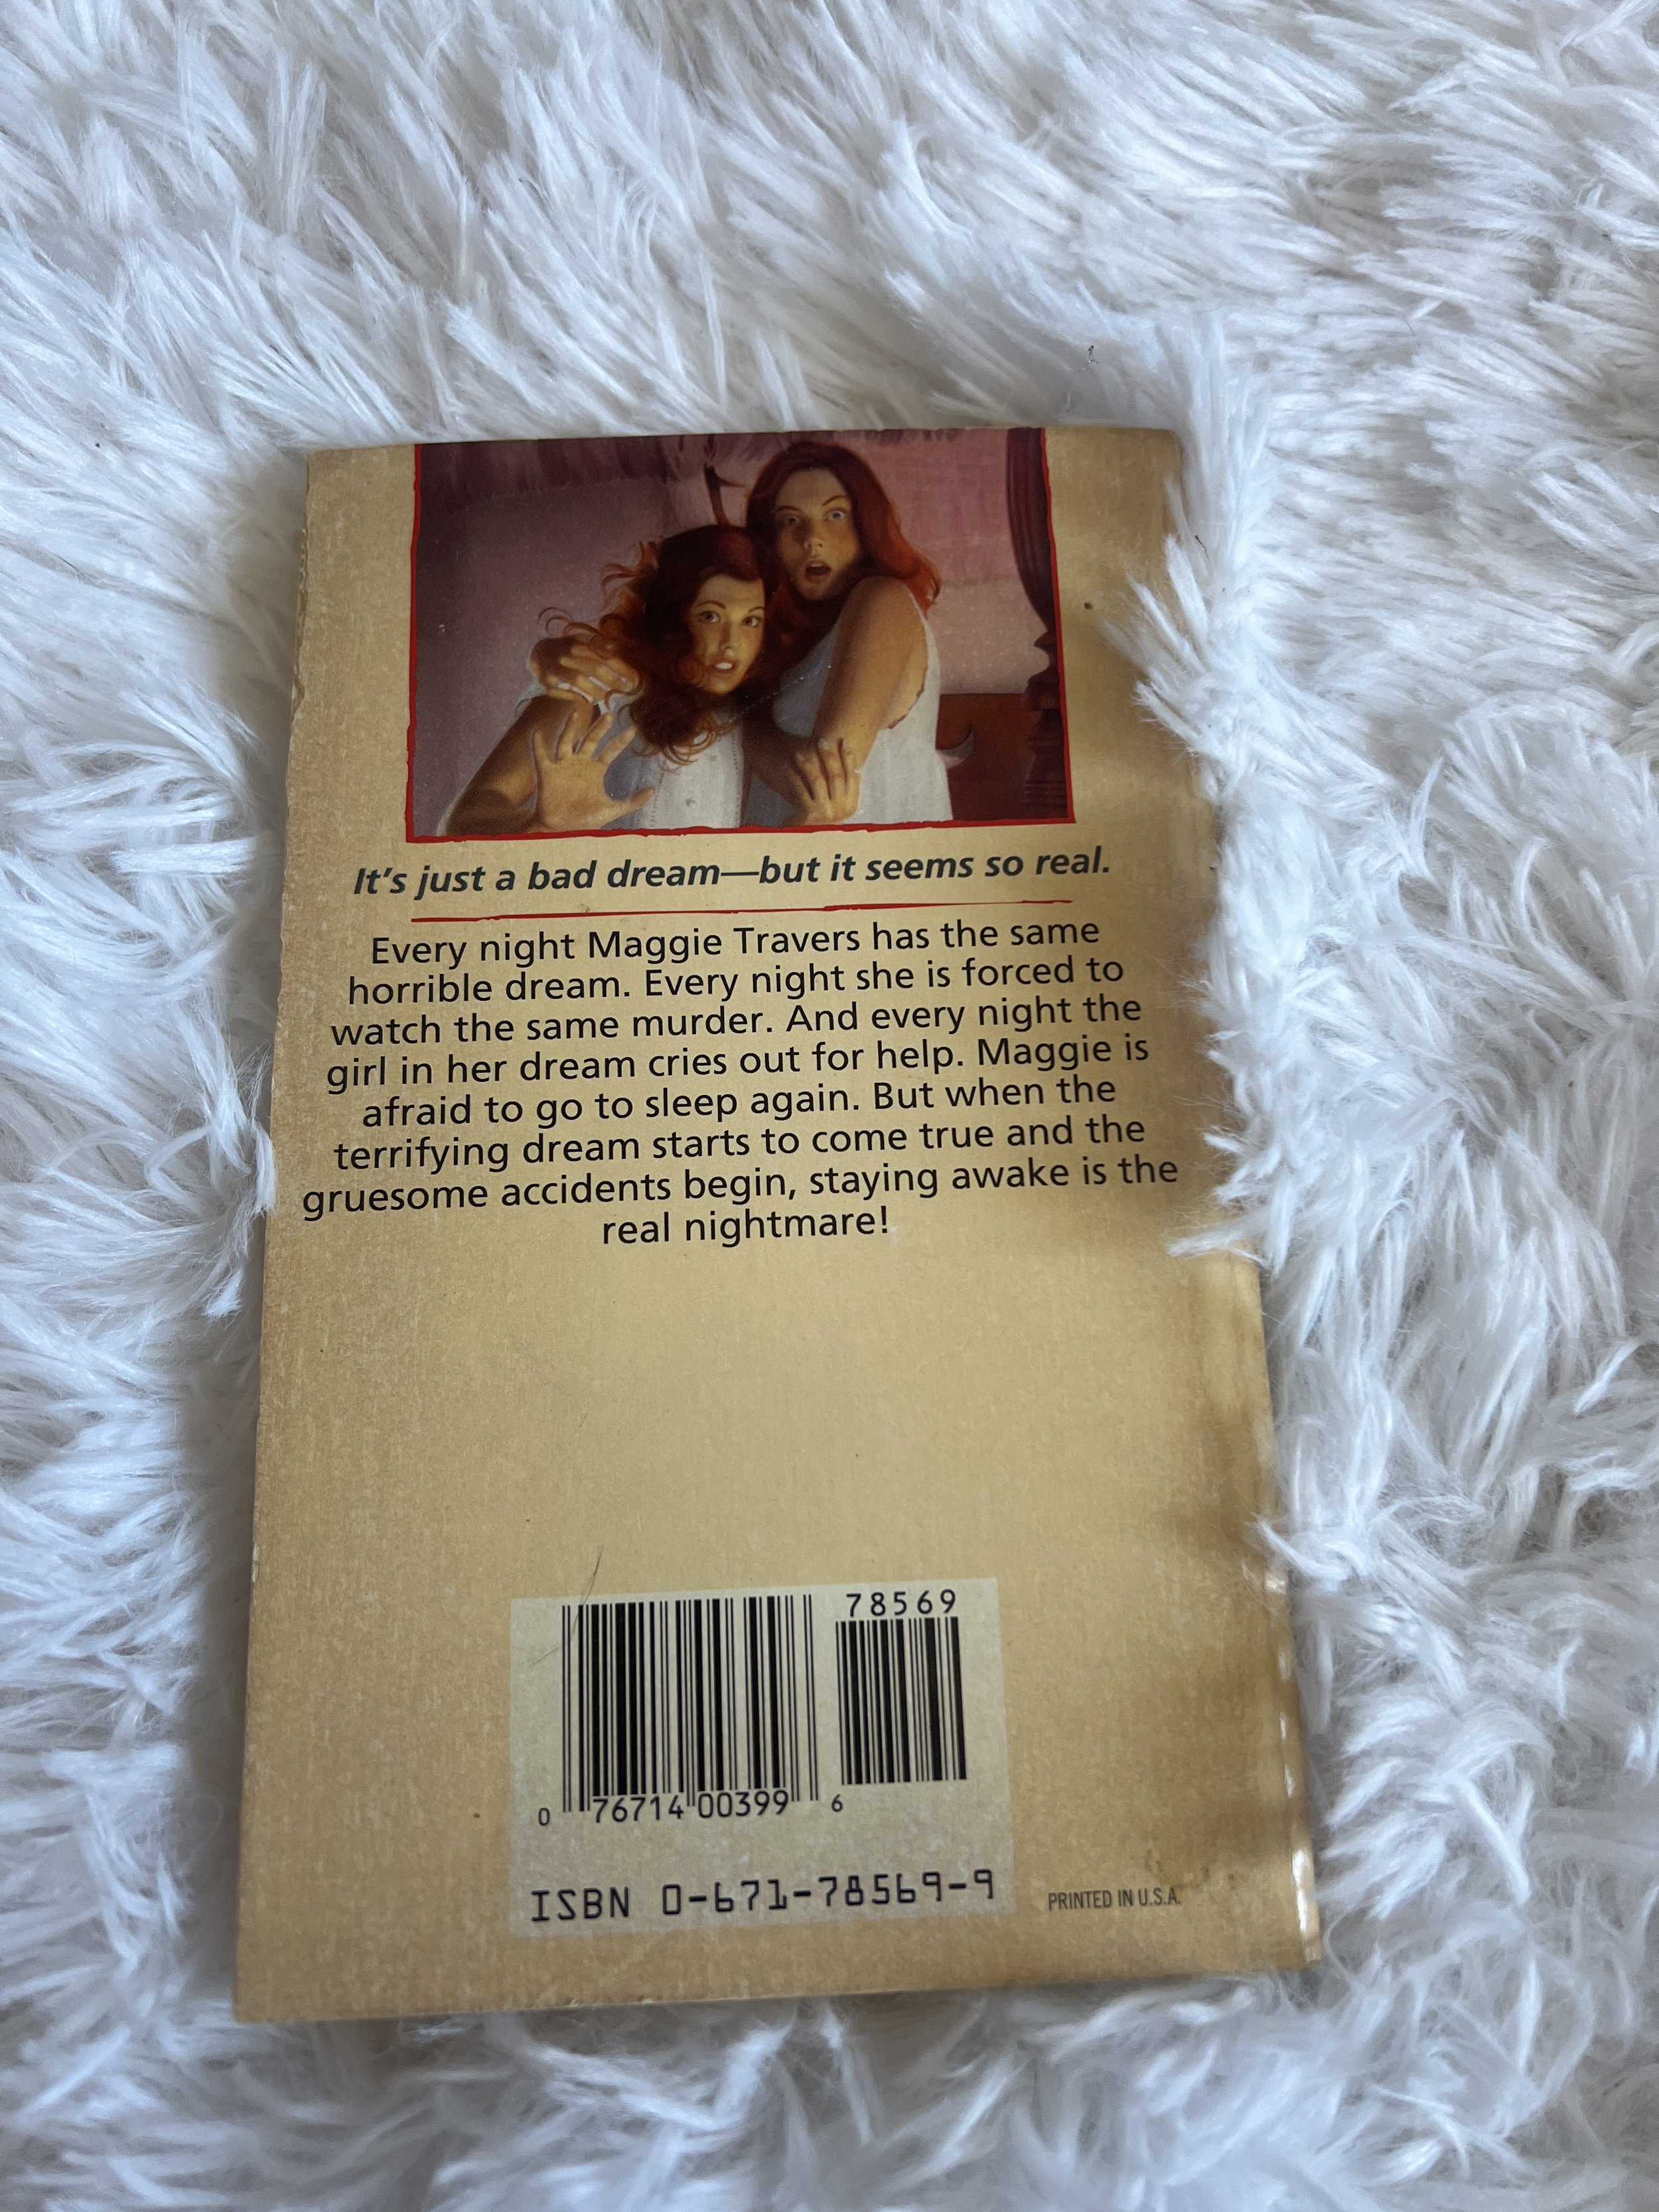 It's just a bad dream—but it seems so real.
Every night Maggie Travers has the same
horrible dream. Every night she is forced to
watch the same murder. And every night the
girl in her dream cries out for help. Maggie is
afraid to go to sleep again. But when the
terrifying dream starts to come true and the
gruesome accidents begin, staying awake is the
real nightmare!
78569
0 76714 00399 6
ISBN 0-671-78569-9
PRINTED IN U.S.A.